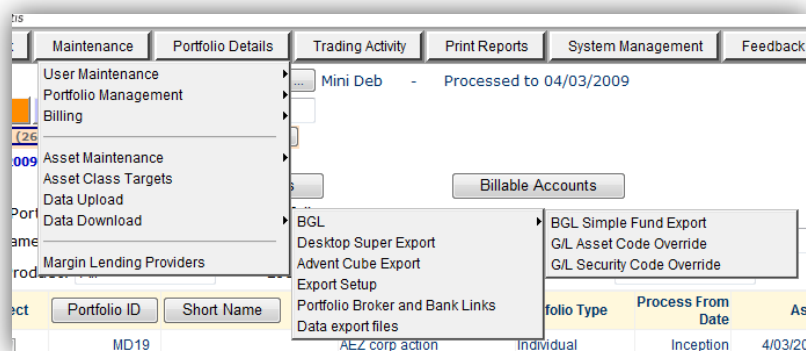 Maintenance Portfolio Details Trading Activity Print Reports System Management Feedback
User Maintenance
... Mini Deb - Processed to 04/03/2009
Portfolio Management
Billing
(26
2009
Asset Maintenance
Asset Class Targets
Billable Accounts
Data Upload
Data Download
BGL
BGL Simple Fund Export
Desktop Super Export
G/L Asset Code Override
Margin Lending Providers
Advent Cube Export
G/L Security Code Override
Export Setup
Portfolio ID Short Name
Portfolio Broker and Bank Links
folio Type Process From Date As
Data export files
MD19 AEZ corp action Individual Inception 4/03/20